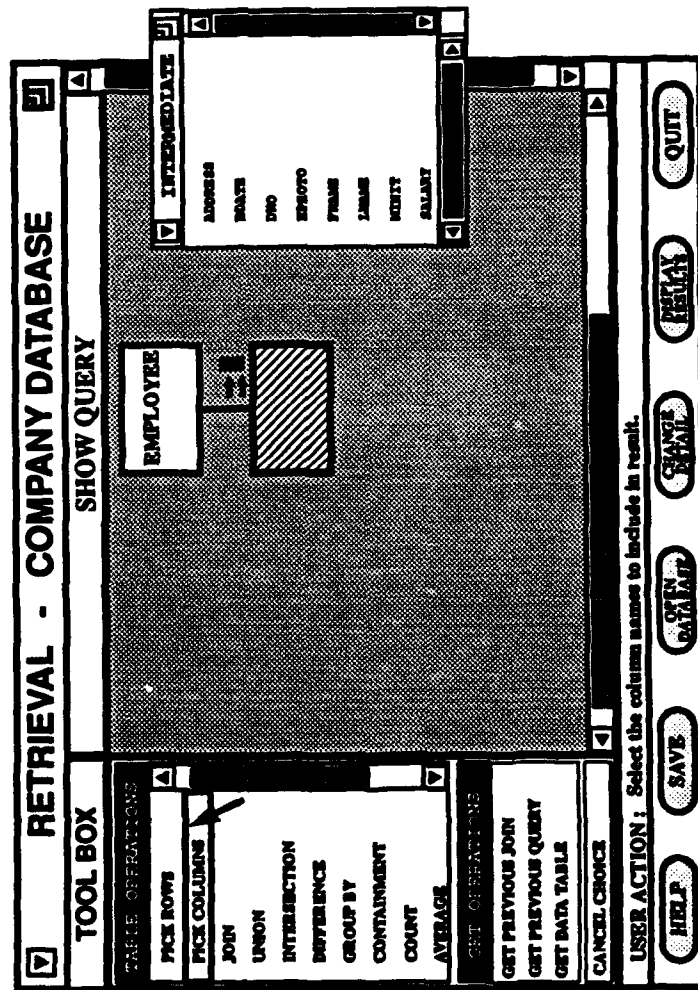 RETRIEVAL - COMPANY DATABASE
TOOL BOX
SHOW QUERY
TABLE OPERATIONS
PICK ROWS
PICK COLUMNS
JOIN
UNION
INTERSECTION
DIFFERENCE
GROUP BY
CONTAINMENT
COUNT
AVERAGE
GET OPERATIONS
GET PREVIOUS JOIN
GET PREVIOUS QUERY
GET DATA TABLE
CANCEL CHOICE
EMPLOYEE
INTERMEDIATE
ADDRESS
BDATE
DNO
EPHOTO
FNAME
LNAME
MINIT
SALARY
USER ACTION: Select the column names to include in result.
HELP
SAVE
OPEN
DATABASE
CHANGE
DETAIL
DISPLAY
RESULTS
QUIT